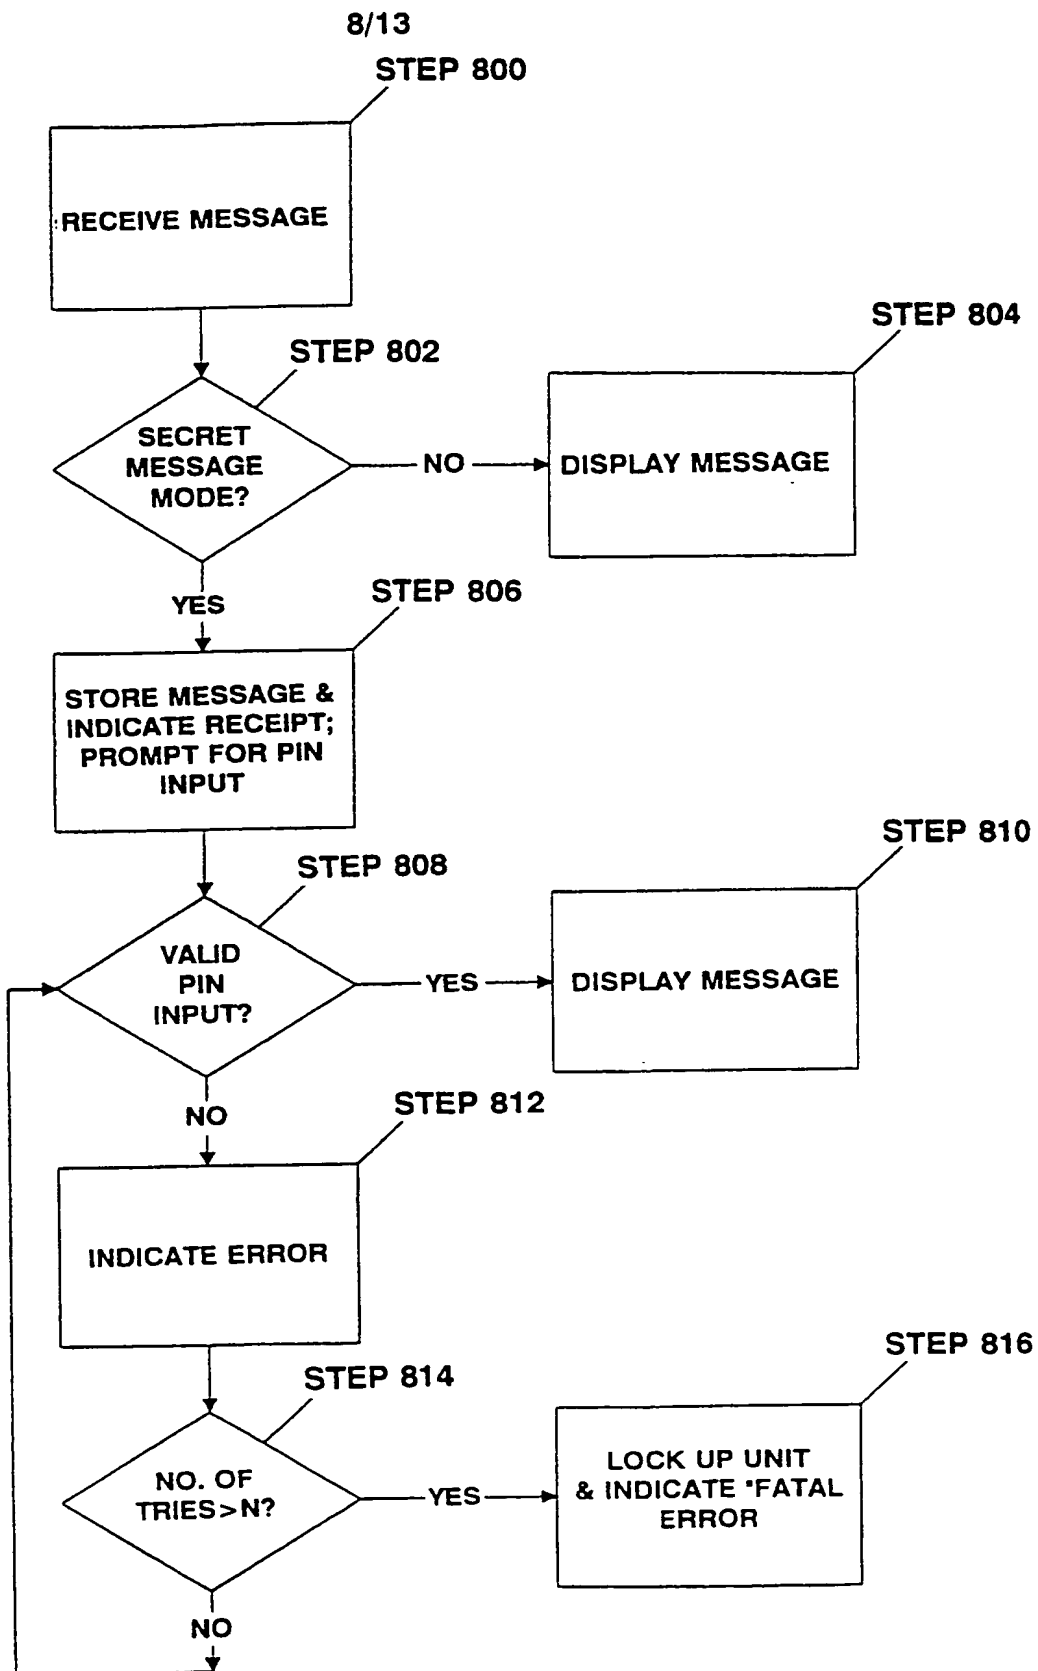 8/13
STEP 800
RECEIVE MESSAGE
STEP 802
SECRET
MESSAGE
MODE?
NO
STEP 804
DISPLAY MESSAGE
YES
STEP 806
STORE MESSAGE &
INDICATE RECEIPT;
PROMPT FOR PIN
INPUT
STEP 808
VALID
PIN
INPUT?
YES
STEP 810
DISPLAY MESSAGE
NO
STEP 812
INDICATE ERROR
STEP 814
NO. OF
TRIES>N?
YES
STEP 816
LOCK UP UNIT
& INDICATE "FATAL
ERROR
NO